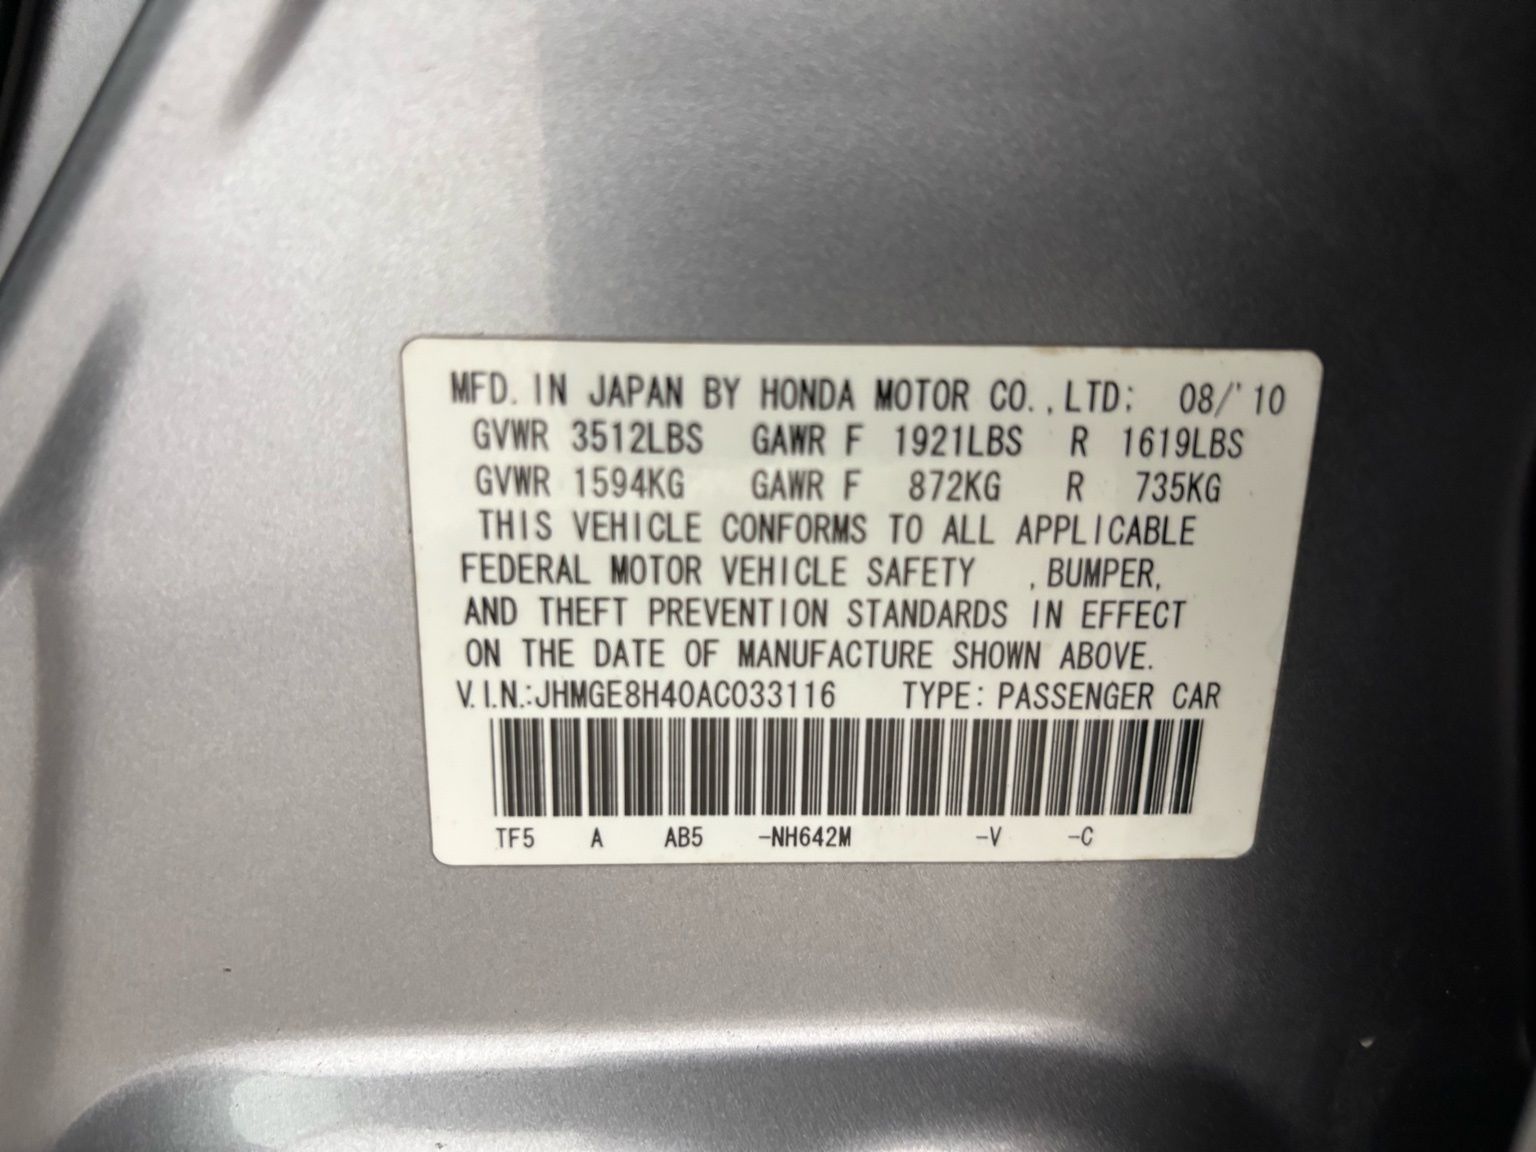 MFD. IN JAPAN BY HONDA MOTOR CO., LTD: 08/'10
GVWR 3512LBS GAWR F 1921LBS R 1619LBS
GVWR 1594KG GAWR F 872KG R 735KG
THIS VEHICLE CONFORMS TO ALL APPLICABLE
FEDERAL MOTOR VEHICLE SAFETY , BUMPER,
AND THEFT PREVENTION STANDARDS IN EFFECT
ON THE DATE OF MANUFACTURE SHOWN ABOVE.
V.I.N.:JHMGE8H40AC033116 TYPE: PASSENGER CAR
TF5 A AB5 -NH642M -V -C